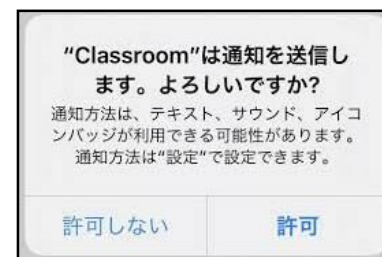 “Classroom”は通知を送信し
ます。よろしいですか?
通知方法は、テキスト、サウンド、アイコ
ンバッジが利用できる可能性があります。
通知方法は“設定”で設定できます。
許可しない
許可